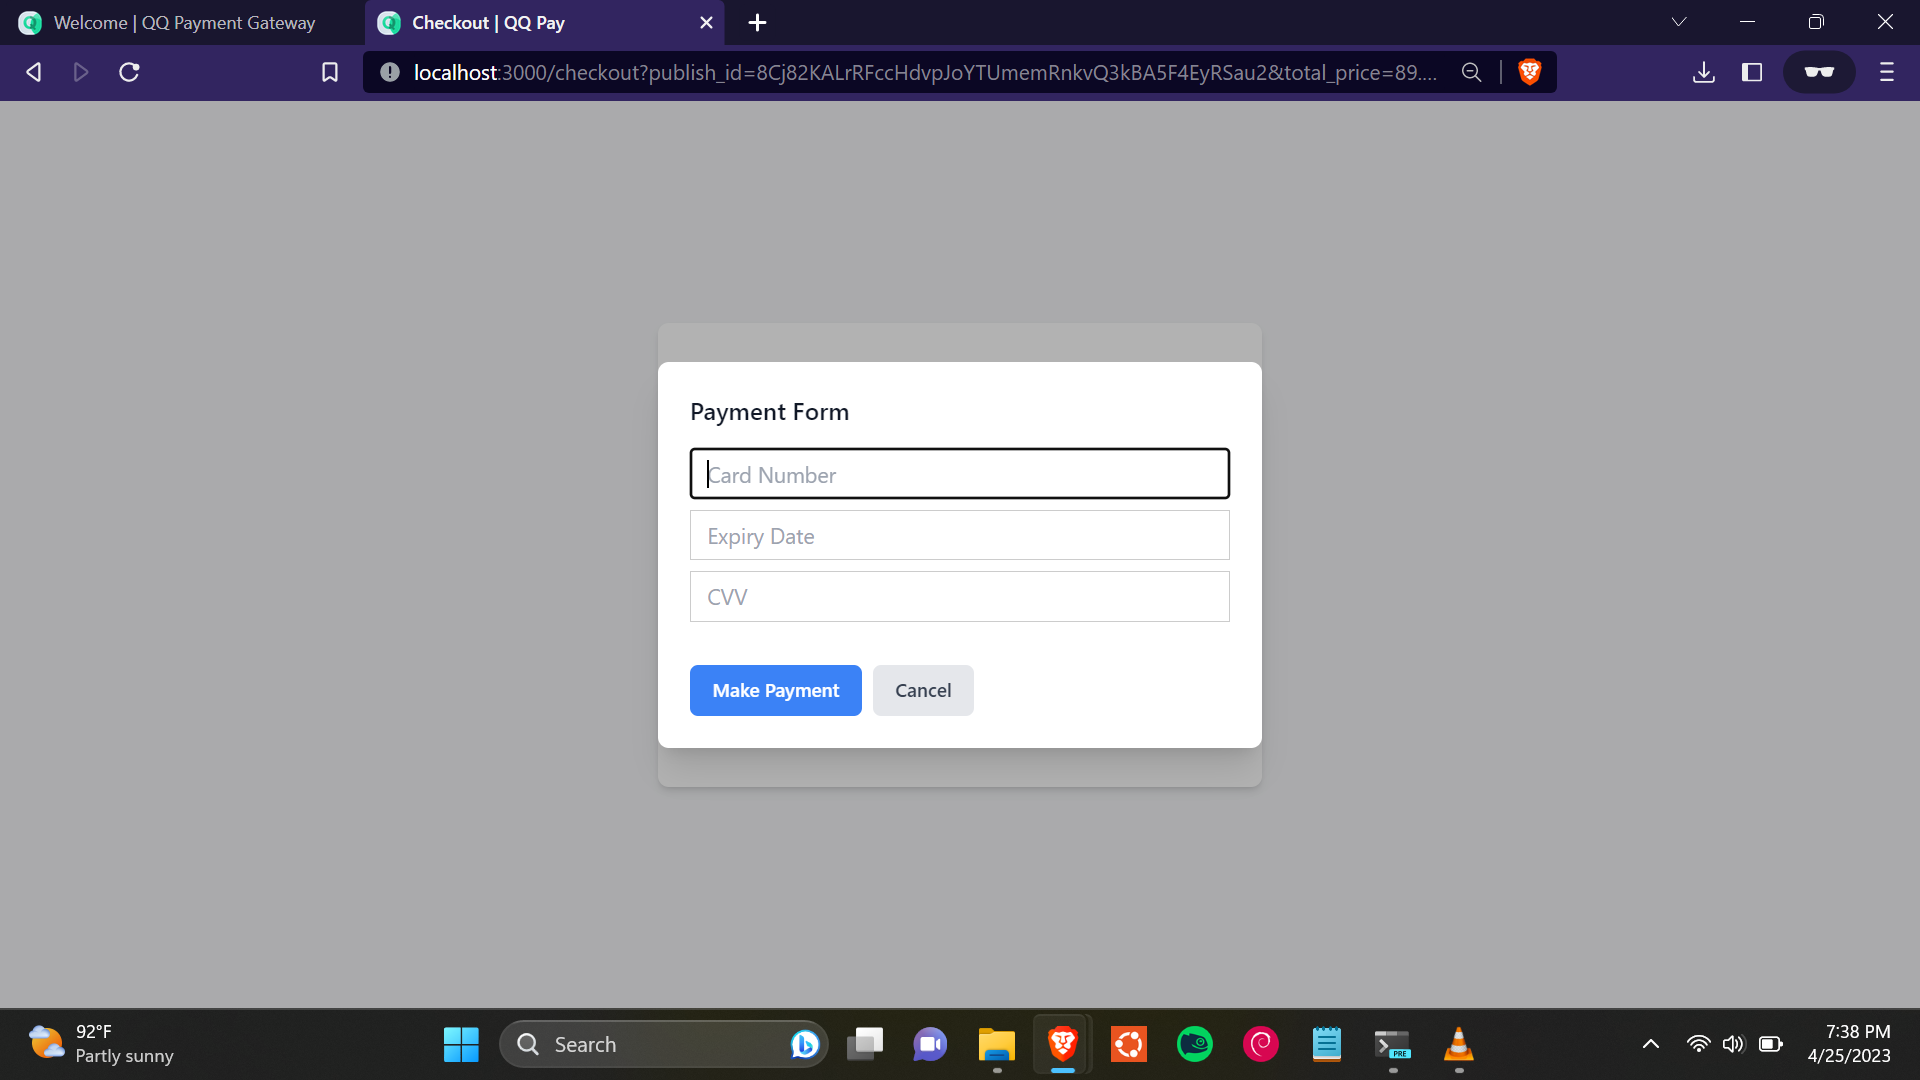 Welcome | QQ Payment Gateway
Checkout | QQ Pay
localhost:3000/checkout?publish_id=8Cj82KALrRFccHdvpJoYTUmemRnkvQ3kBA5F4EyRSau2&total_price=89....
Payment Form
Card Number
Expiry Date
CVV
Make Payment
Cancel
92°F
Partly sunny
Search
PRE
7:38 PM
4/25/2023